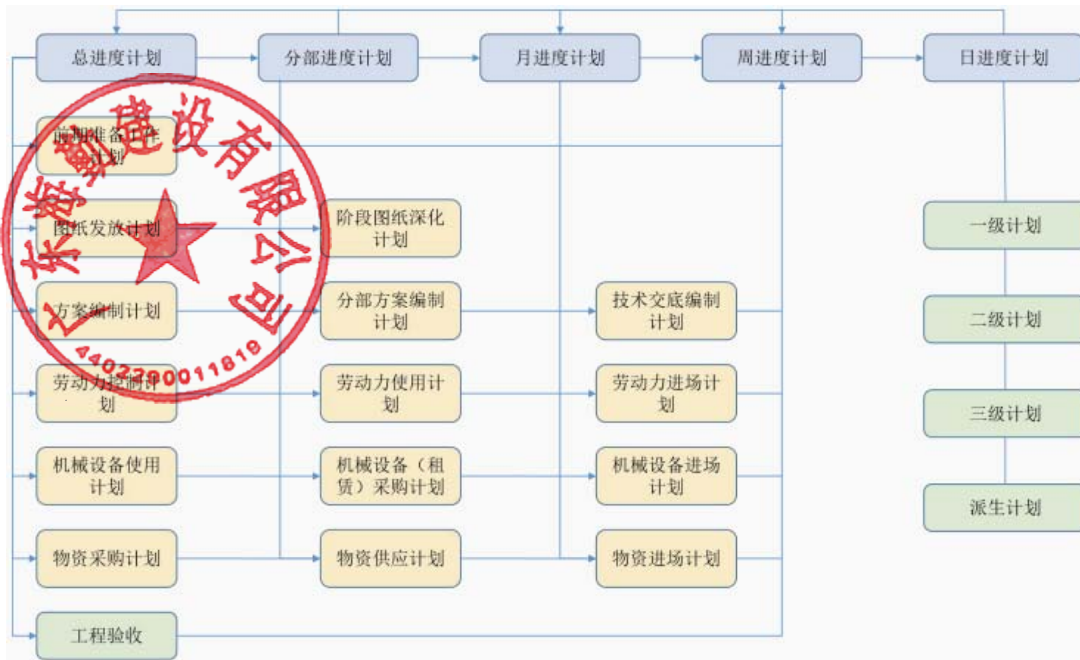 总进度计划
分部进度计划
月进度计划
周进度计划
日进度计划
前期准备工作
计划
图纸发放计划
阶段图纸深化
计划
一级计划
方案编制计划
分部方案编制
计划
技术交底编制
计划
二级计划
劳动力控制计
划
劳动力使用计
划
劳动力进场计
划
三级计划
机械设备使用
计划
机械设备（租
赁）采购计划
机械设备进场
计划
派生计划
物资采购计划
物资供应计划
物资进场计划
工程验收
建设有限公司
4402290011819